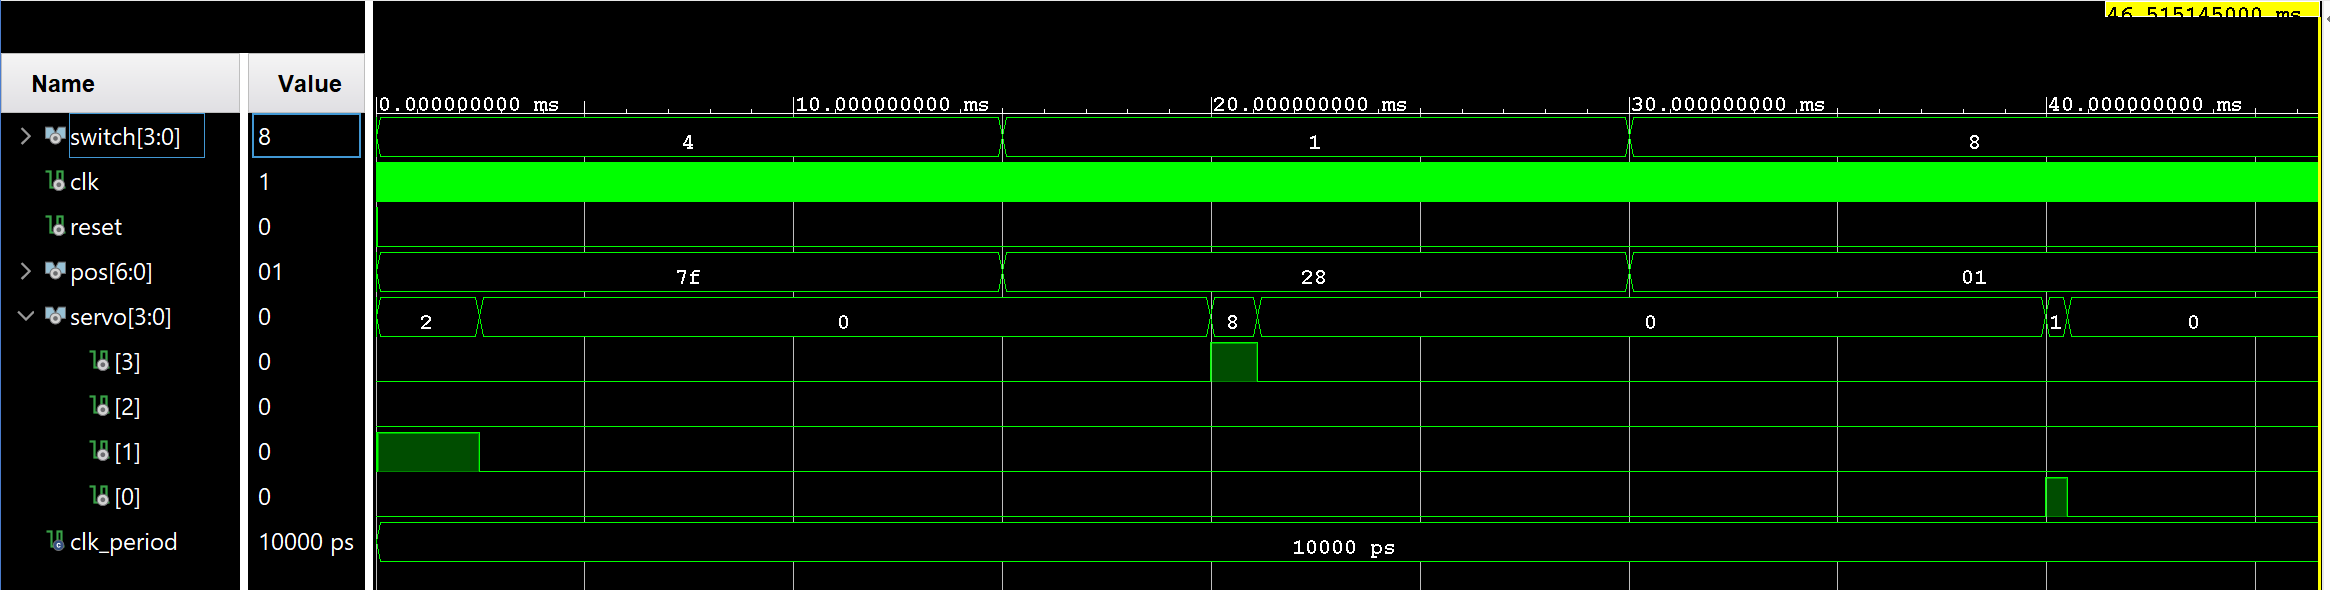 46.515145000 ms
Name Value
0.000000000 ms 10.000000000 ms 20.000000000 ms 30.000000000 ms 40.000000000 ms
switch[3:0] 8 4 1 8
clk 1
reset 0
pos[6:0] 01 7f 28 01
servo[3:0] 0 2 0 8 0 1 0
[3] 0
[2] 0
[1] 0
[0] 0
clk_period 10000 ps 10000 ps